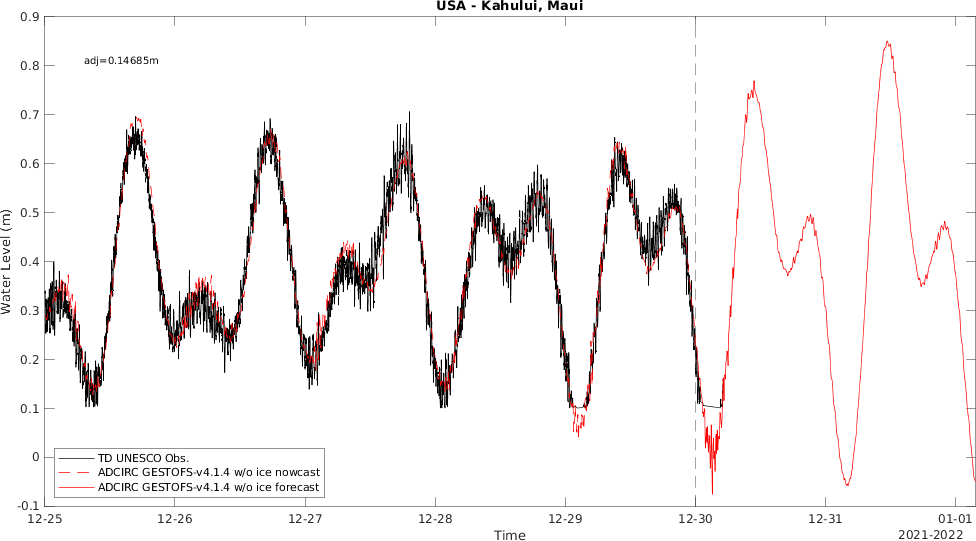 USA - Kahului, Maui
adj=0.14685m
Water Level (m)
0.9
0.8
0.7
0.6
0.5
0.4
0.3
0.2
0.1
0
-0.1
TD UNESCO Obs.
ADCIRC GESTOFS-v4.1.4 w/o ice nowcast
ADCIRC GESTOFS-v4.1.4 w/o ice forecast
12-25 12-26 12-27 12-28 12-29 12-30 12-31 01-01
Time
2021-2022